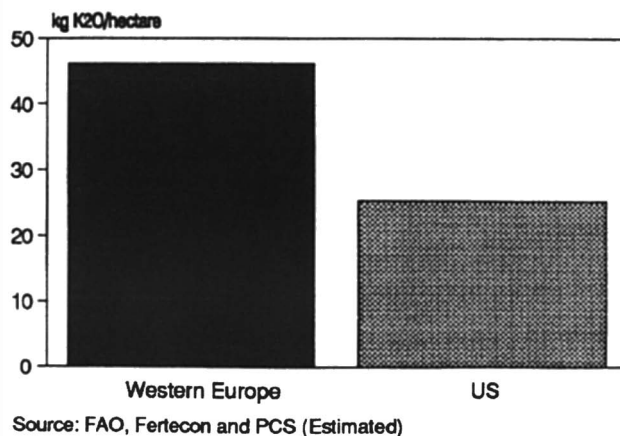 kg K2O/hectare
50
40
30
20
10
0
Western Europe
US
Source: FAO, Fertecon and PCS (Estimated)